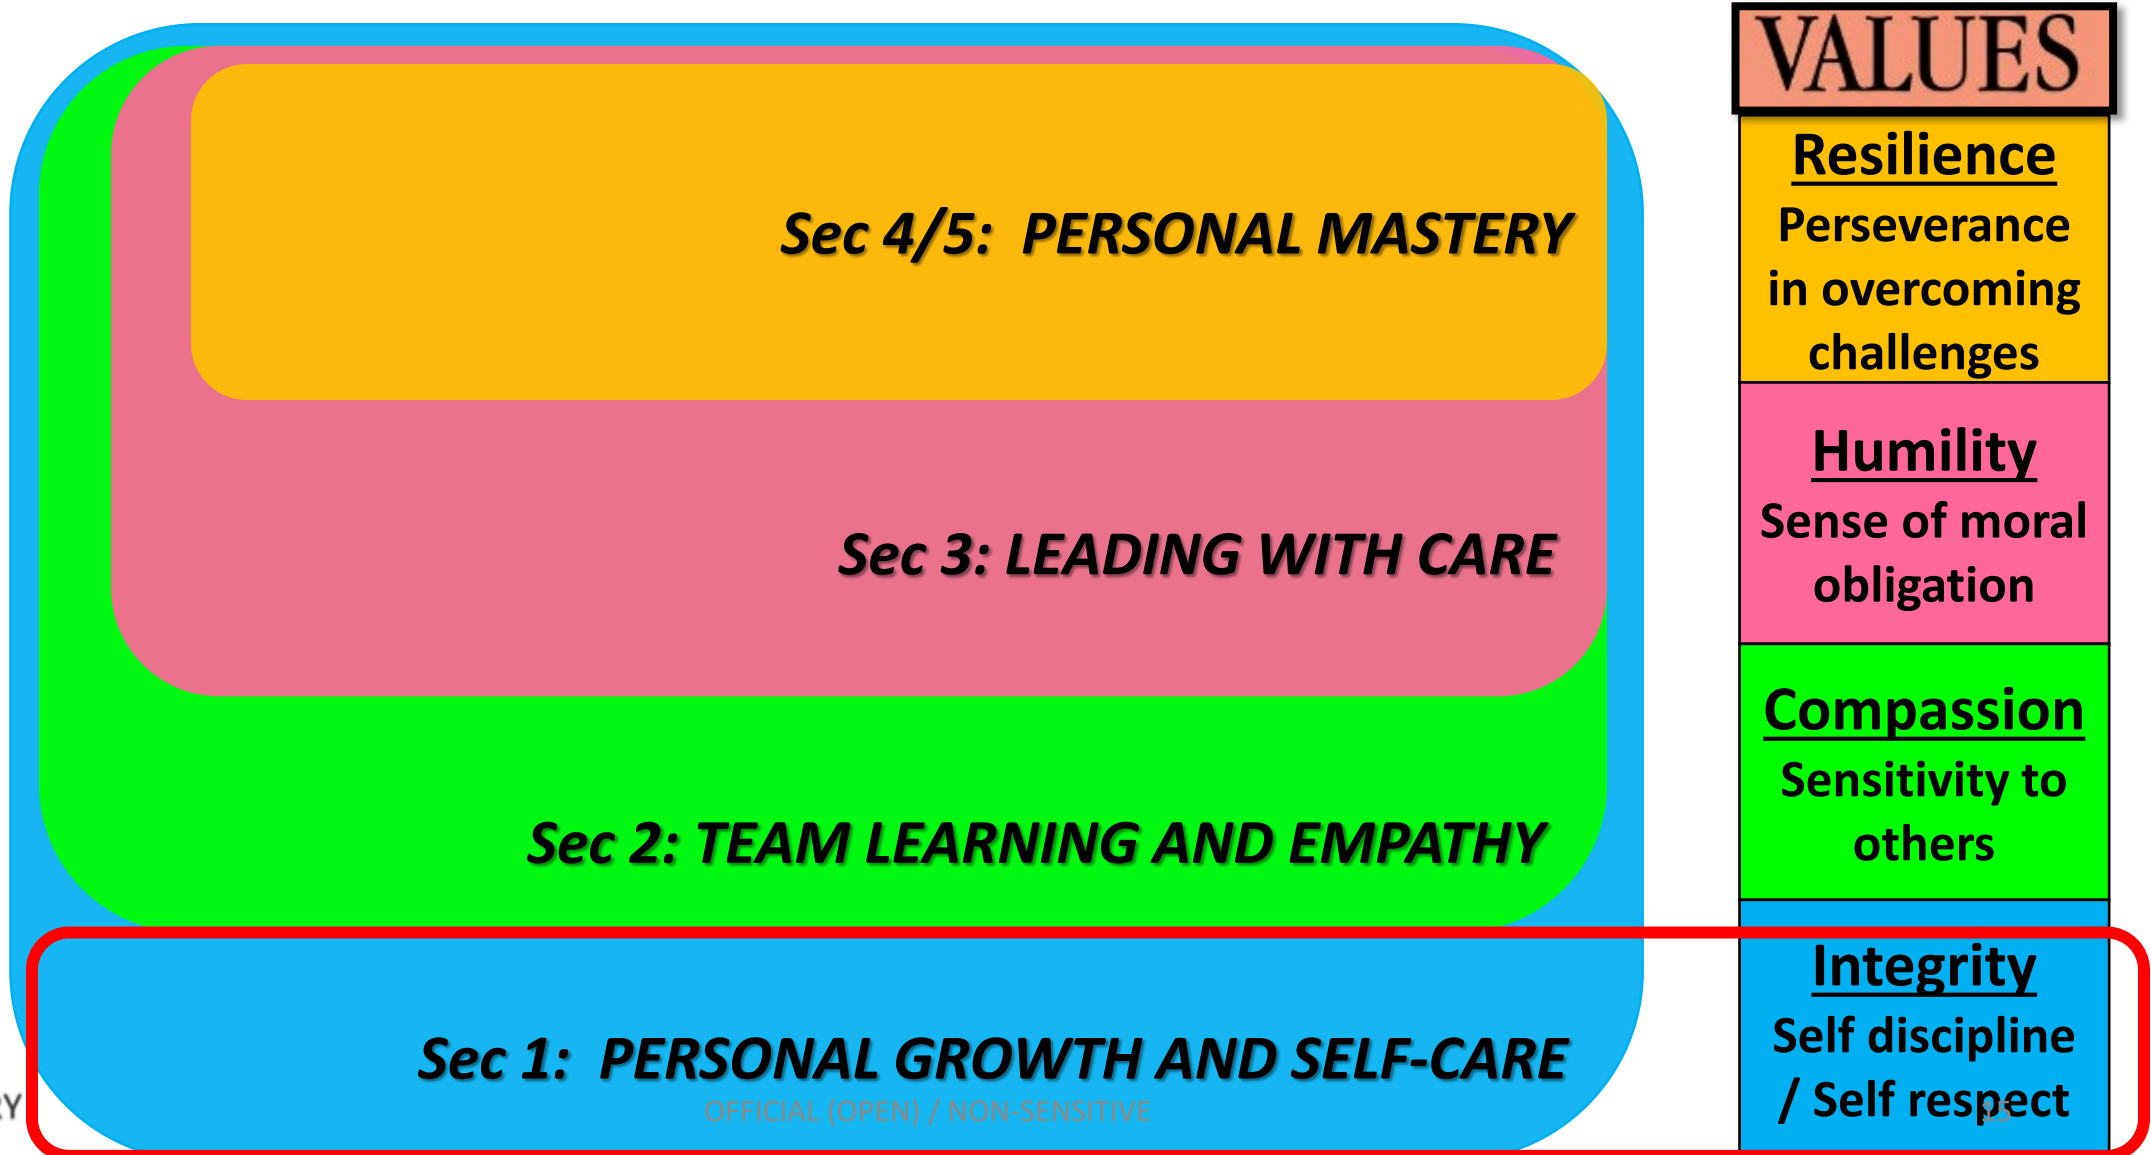 VALUES
Sec 4/5: PERSONAL MASTERY
Sec 3: LEADING WITH CARE
Sec 2: TEAM LEARNING AND EMPATHY
Sec 1: PERSONAL GROWTH AND SELF-CARE
OFFICIAL (OPEN) / NON-SENSITIVE
RY
Resilience
Perseverance
in overcoming
challenges
Humility
Sense of moral
obligation
Compassion
Sensitivity to
others
Integrity
Self discipline
/ Self respect
15